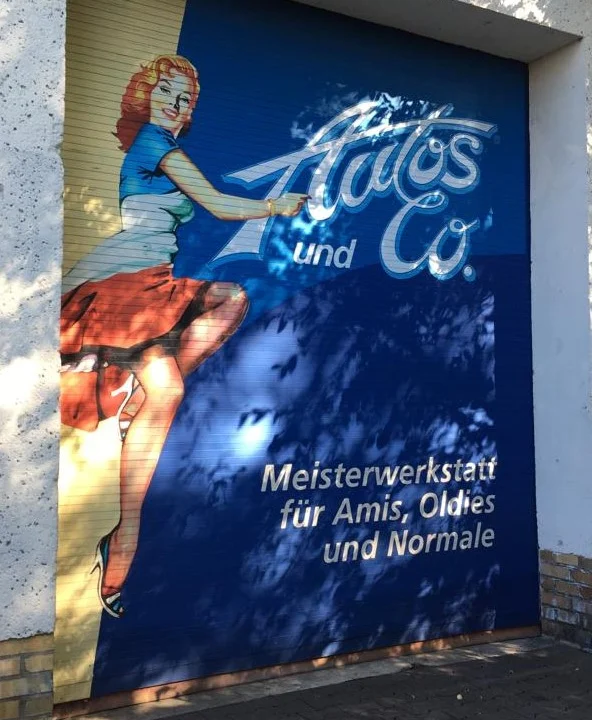 Autos
und Co.
Meisterwerkstatt
für Amis, Oldies
und Normale